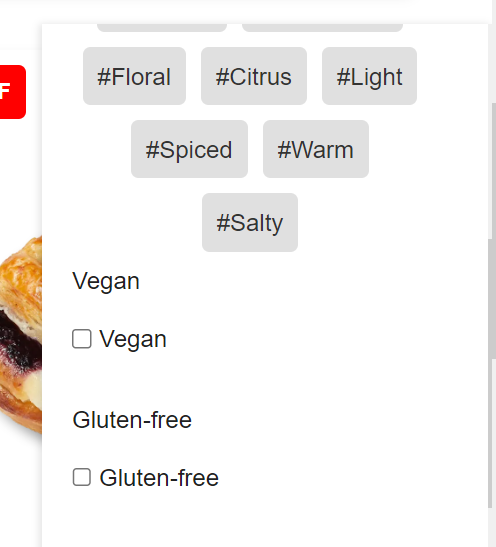 F
#Floral #Citrus #Light
#Spiced #Warm
#Salty
Vegan
Vegan
Gluten-free
Gluten-free